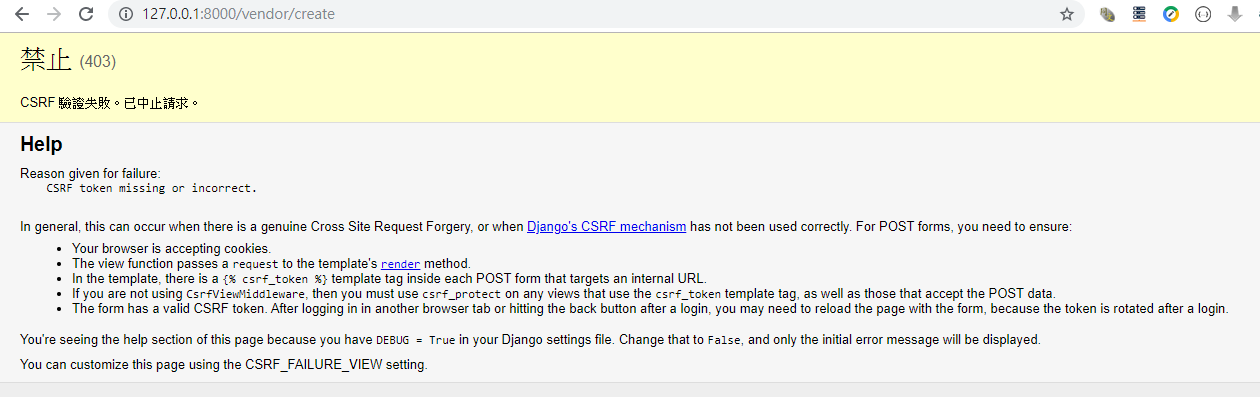 127.0.0.1:8000/vendor/create
禁止 (403)
CSRF 驗證失敗。已中止請求。
Help
Reason given for failure:
CSRF token missing or incorrect.
In general, this can occur when there is a genuine Cross Site Request Forgery, or when Django's CSRF mechanism has not been used correctly. For POST forms, you need to ensure:
• Your browser is accepting cookies.
• The view function passes a request to the template's render method.
• In the template, there is a {% csrf_token %} template tag inside each POST form that targets an internal URL.
• If you are not using CsrfViewMiddleware, then you must use csrf_protect on any views that use the csrf_token template tag, as well as those that accept the POST data.
• The form has a valid CSRF token. After logging in in another browser tab or hitting the back button after a login, you may need to reload the page with the form, because the token is rotated after a login.
You're seeing the help section of this page because you have DEBUG = True in your Django settings file. Change that to False, and only the initial error message will be displayed.
You can customize this page using the CSRF_FAILURE_VIEW setting.